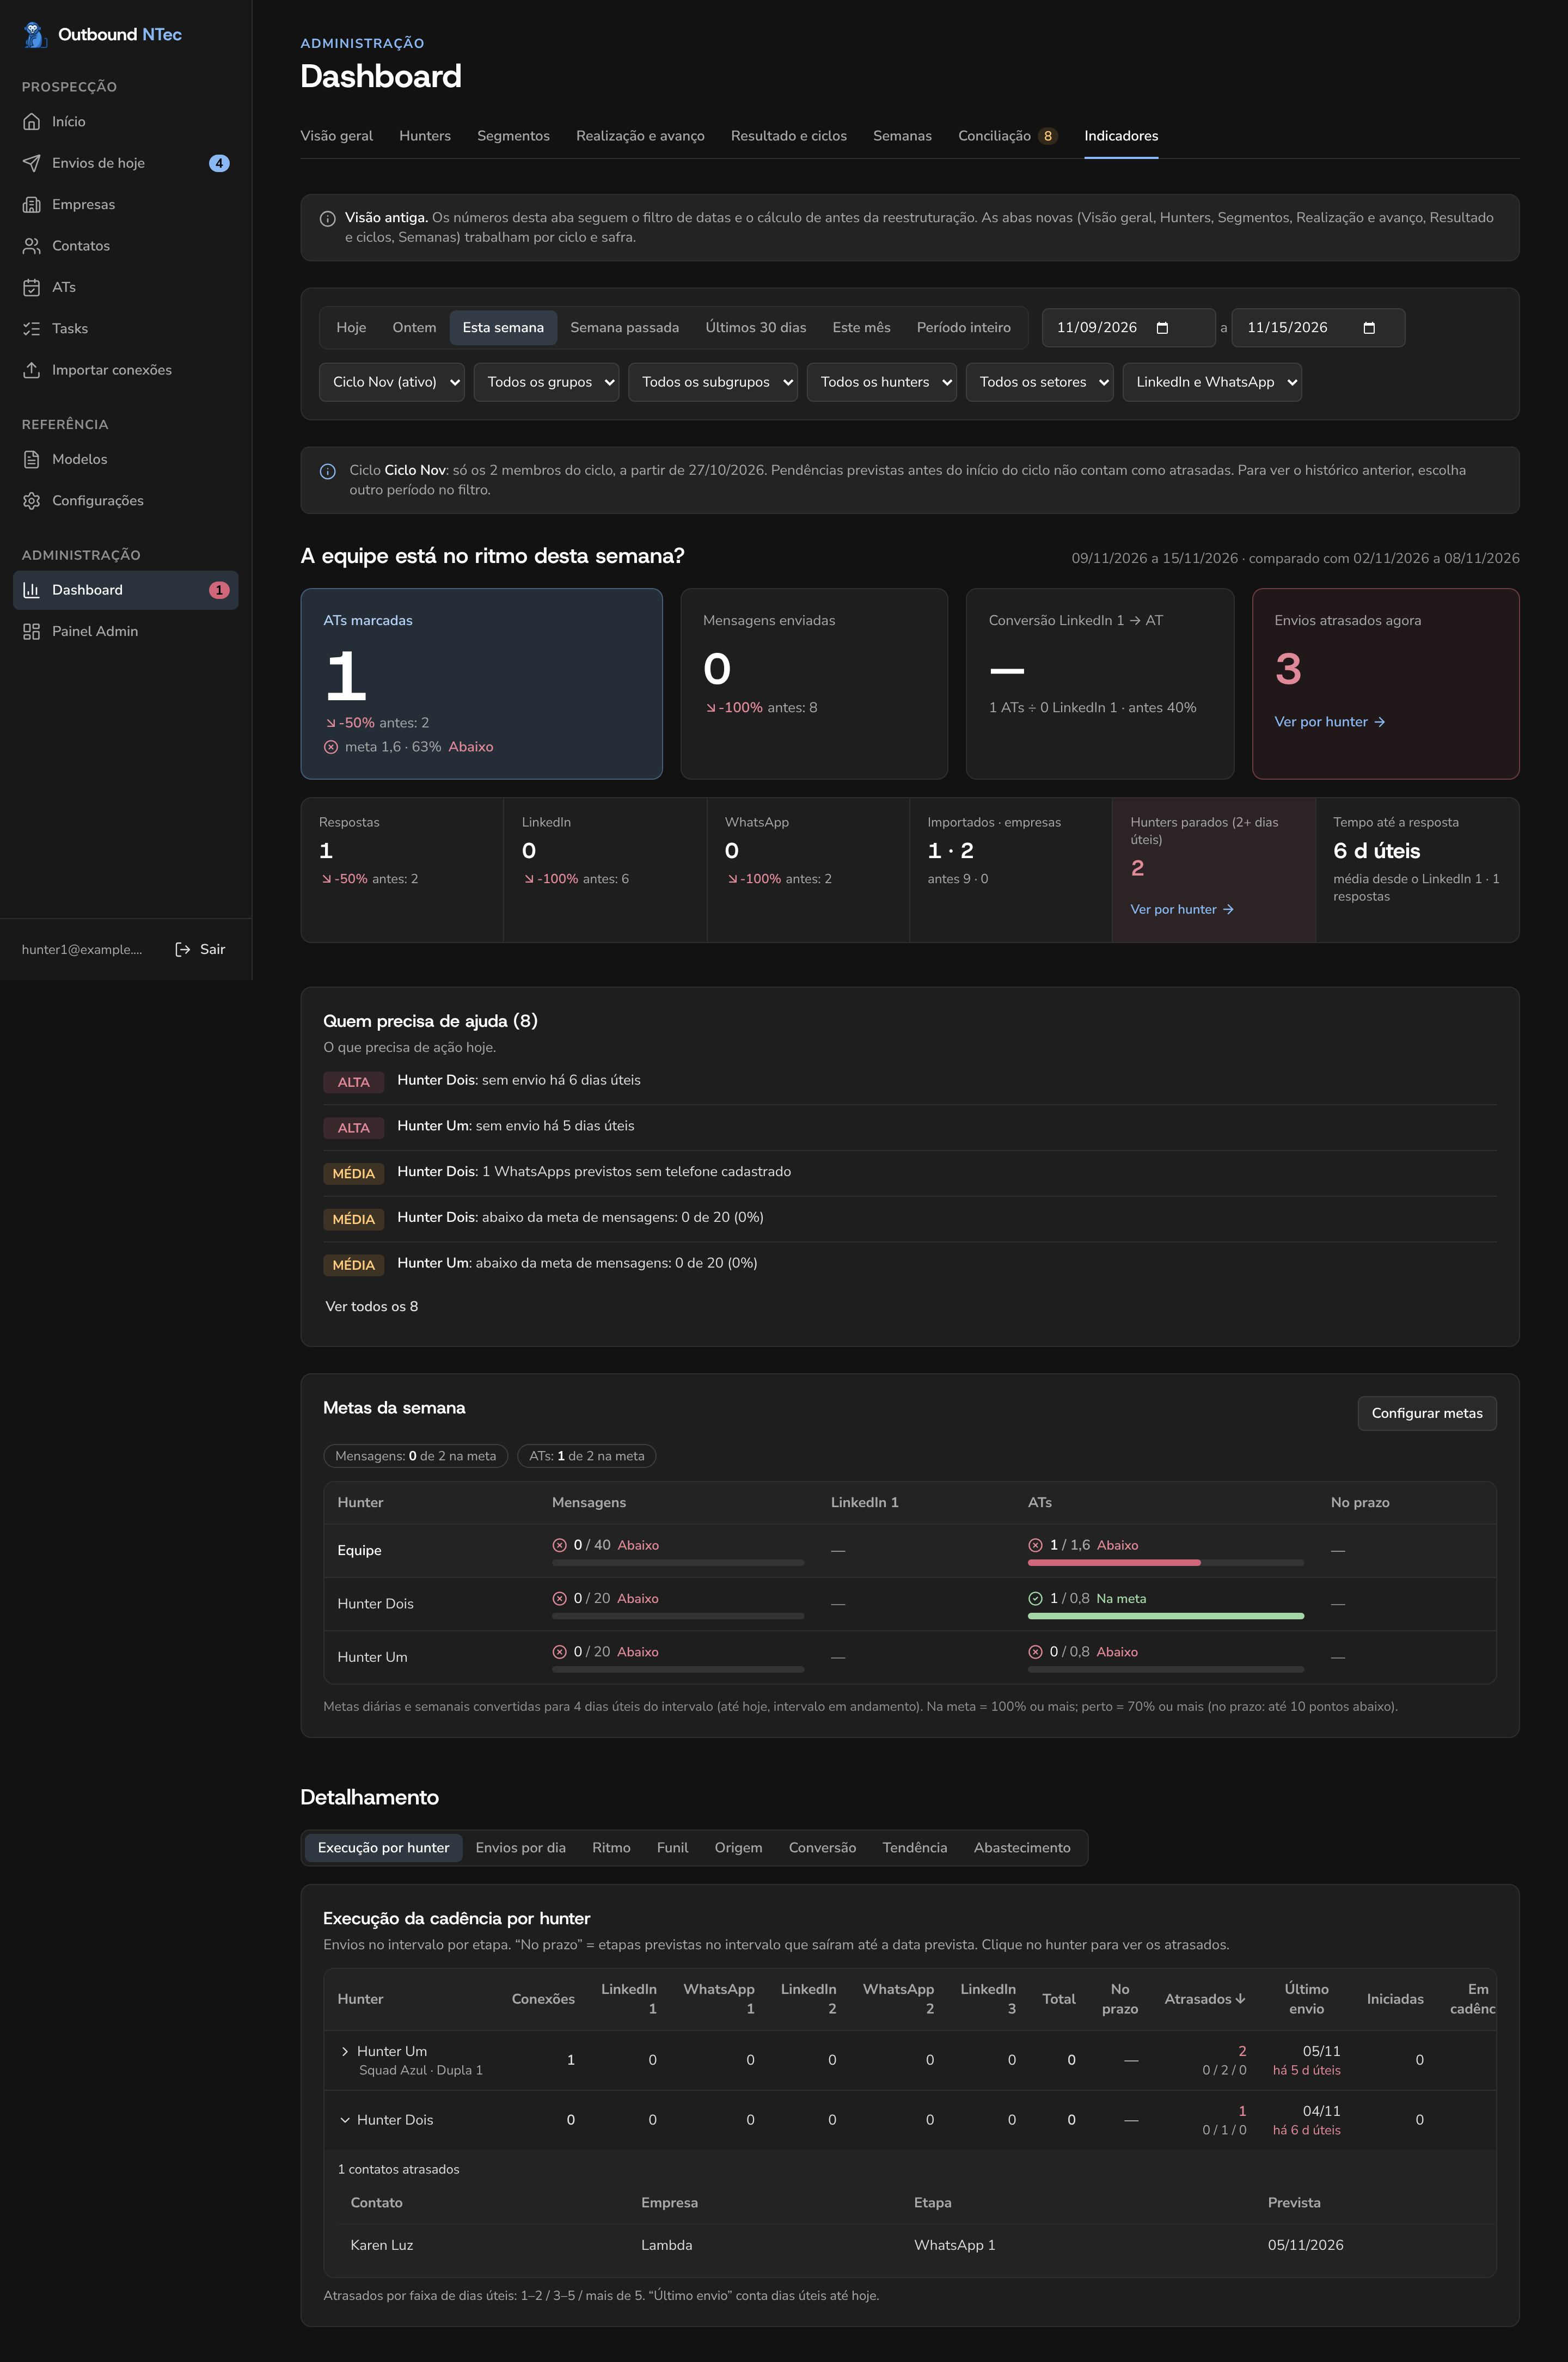 Outbound NTec
PROSPECÇÃO
Início
Envios de hoje 4
Empresas
Contatos
ATs
Tasks
Importar conexões
REFERÊNCIA
Modelos
Configurações
ADMINISTRAÇÃO
Dashboard 1
Painel Admin
hunter1@example.... Sair
ADMINISTRAÇÃO
Dashboard
Visão geral Hunters Segmentos Realização e avanço Resultado e ciclos Semanas Conciliação 8 Indicadores
Visão antiga. Os números desta aba seguem o filtro de datas e o cálculo de antes da reestruturação. As abas novas (Visão geral, Hunters, Segmentos, Realização e avanço, Resultado
e ciclos, Semanas) trabalham por ciclo e safra.
Hoje Ontem Esta semana Semana passada Últimos 30 dias Este mês Período inteiro 11/09/2026 a 11/15/2026
Ciclo Nov (ativo) Todos os grupos Todos os subgrupos Todos os hunters Todos os setores LinkedIn e WhatsApp
Ciclo Ciclo Nov: só os 2 membros do ciclo, a partir de 27/10/2026. Pendências previstas antes do início do ciclo não contam como atrasadas. Para ver o histórico anterior, escolha
outro período no filtro.
A equipe está no ritmo desta semana? 09/11/2026 a 15/11/2026 · comparado com 02/11/2026 a 08/11/2026
ATs marcadas
1
↘ -50% antes: 2
meta 1,6 · 63% Abaixo
Mensagens enviadas
0
↘ -100% antes: 8
Conversão LinkedIn 1 → AT
—
1 ATs ÷ 0 LinkedIn 1 · antes 40%
Envios atrasados agora
3
Ver por hunter →
Respostas
1
↘ -50% antes: 2
LinkedIn
0
↘ -100% antes: 6
WhatsApp
0
↘ -100% antes: 2
Importados · empresas
1 · 2
antes 9 · 0
Hunters parados (2+ dias
úteis)
2
Ver por hunter →
Tempo até a resposta
6 d úteis
média desde o LinkedIn 1 · 1
respostas
Quem precisa de ajuda (8)
O que precisa de ação hoje.
ALTA Hunter Dois: sem envio há 6 dias úteis
ALTA Hunter Um: sem envio há 5 dias úteis
MÉDIA Hunter Dois: 1 WhatsApps previstos sem telefone cadastrado
MÉDIA Hunter Dois: abaixo da meta de mensagens: 0 de 20 (0%)
MÉDIA Hunter Um: abaixo da meta de mensagens: 0 de 20 (0%)
Ver todos os 8
Metas da semana Configurar metas
Mensagens: 0 de 2 na meta ATs: 1 de 2 na meta
Hunter Mensagens LinkedIn 1 ATs No prazo
Equipe 0 / 40 Abaixo — 1 / 1,6 Abaixo —
Hunter Dois 0 / 20 Abaixo — 1 / 0,8 Na meta —
Hunter Um 0 / 20 Abaixo — 0 / 0,8 Abaixo —
Metas diárias e semanais convertidas para 4 dias úteis do intervalo (até hoje, intervalo em andamento). Na meta = 100% ou mais; perto = 70% ou mais (no prazo: até 10 pontos abaixo).
Detalhamento
Execução por hunter Envios por dia Ritmo Funil Origem Conversão Tendência Abastecimento
Execução da cadência por hunter
Envios no intervalo por etapa. “No prazo” = etapas previstas no intervalo que saíram até a data prevista. Clique no hunter para ver os atrasados.
Hunter Conexões LinkedIn 1 WhatsApp 1 LinkedIn 2 WhatsApp 2 LinkedIn 3 Total No prazo Atrasados ↓ Último envio Iniciadas Em cadênc
Hunter Um 1 0 0 0 0 0 0 — 2 05/11 0
Squad Azul · Dupla 1 0 / 2 / 0 há 5 d úteis
Hunter Dois 0 0 0 0 0 0 0 — 1 04/11 0
0 / 1 / 0 há 6 d úteis
1 contatos atrasados
Contato Empresa Etapa Prevista
Karen Luz Lambda WhatsApp 1 05/11/2026
Atrasados por faixa de dias úteis: 1–2 / 3–5 / mais de 5. “Último envio” conta dias úteis até hoje.